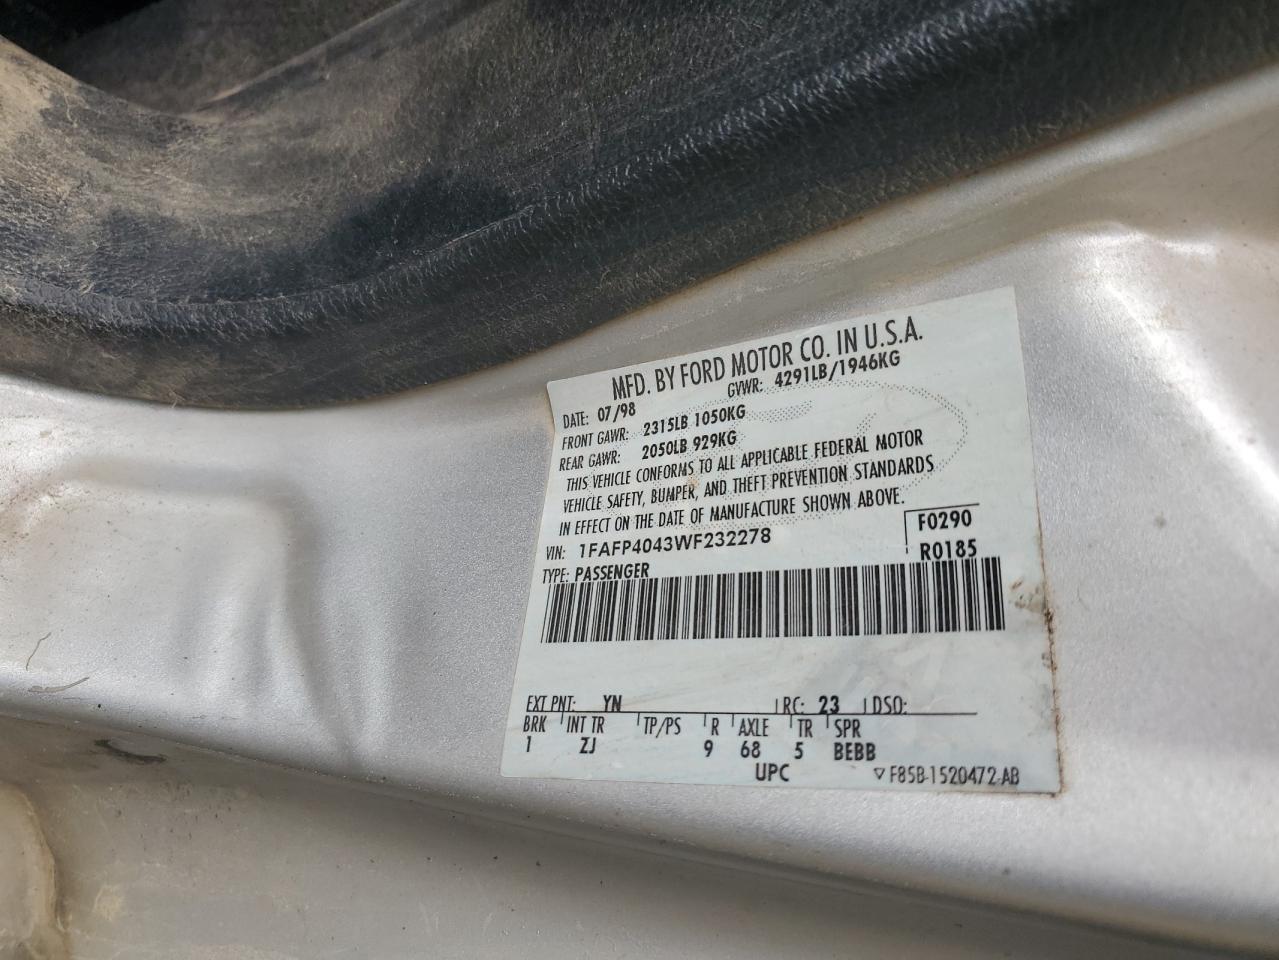 MFD. BY FORD MOTOR CO. IN U.S.A.
DATE: 07/98 GVWR: 4291LB/1946KG
FRONT GAWR: 2315LB 1050KG
REAR GAWR: 2050LB 929KG
THIS VEHICLE CONFORMS TO ALL APPLICABLE FEDERAL MOTOR
VEHICLE SAFETY, BUMPER, AND THEFT PREVENTION STANDARDS
IN EFFECT ON THE DATE OF MANUFACTURE SHOWN ABOVE.
VIN: 1FAFP4043WF232278 F0290
TYPE: PASSENGER R0185
EXT PNT: YN RC: 23 DSO:
BRK INT TR TP/PS R AXLE TR SPR
1 ZJ 9 68 5 BEBB
UPC ▽ F85B-1520472-AB